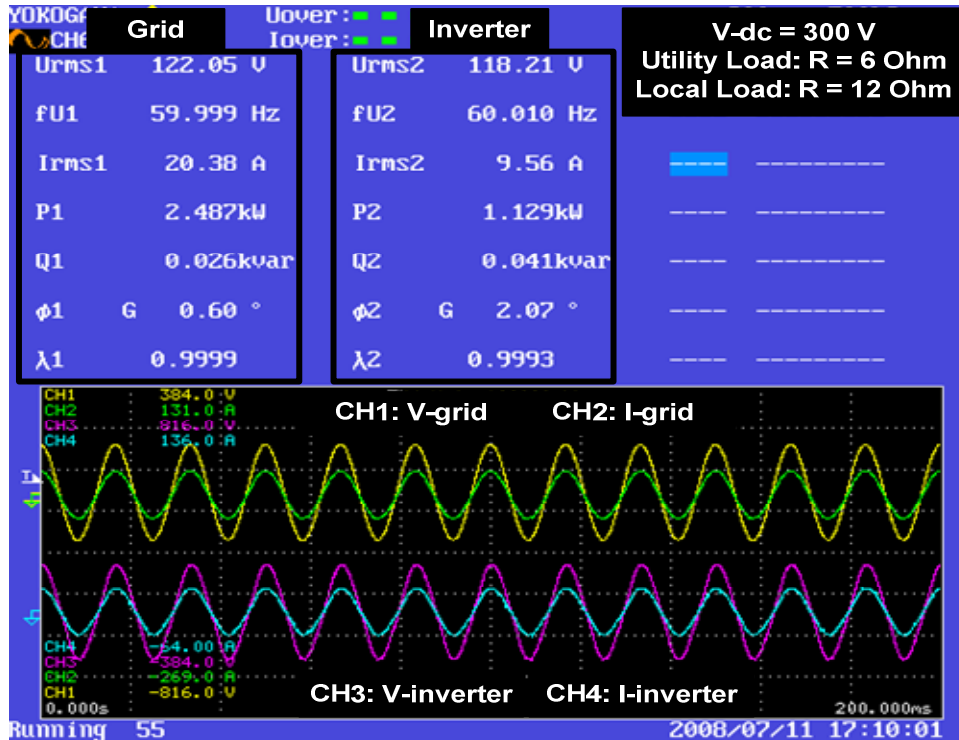 Grid
Uover:
Inverter
Iover:
V-dc = 300 V
Utility Load: R = 6 Ohm
Local Load: R = 12 Ohm
Urms1 122.05 V
fU1 59.999 Hz
Irms1 20.38 A
P1 2.487kW
Q1 0.026kvar
φ1 G 0.60 °
λ1 0.9999
Urms2 118.21 V
fU2 60.010 Hz
Irms2 9.56 A
P2 1.129kW
Q2 0.041kvar
φ2 G 2.07 °
λ2 0.9993
CH1 384.0 V
CH2 131.0 A
CH3 816.0 V
CH4 136.0 A
CH1: V-grid CH2: I-grid
CH4 -64.00 A
CH3 -384.0 V
CH2 -269.0 A
CH1 -816.0 V
CH3: V-inverter CH4: I-inverter
0.000s 200.000ms
Running 55 2008/07/11 17:10:01